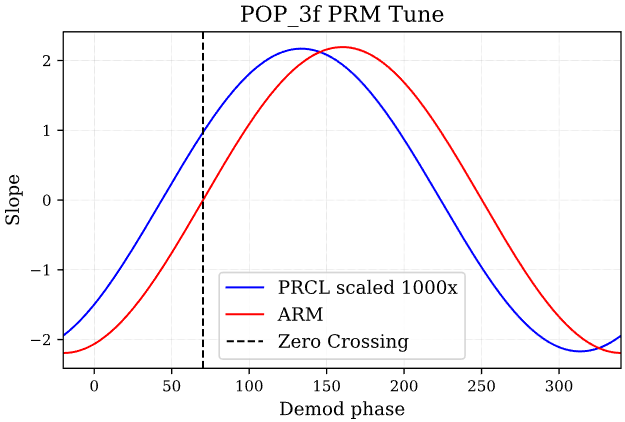 POP_3f PRM Tune
Slope
2
1
0
−1
−2
PRCL scaled 1000x
ARM
Zero Crossing
0 50 100 150 200 250 300
Demod phase